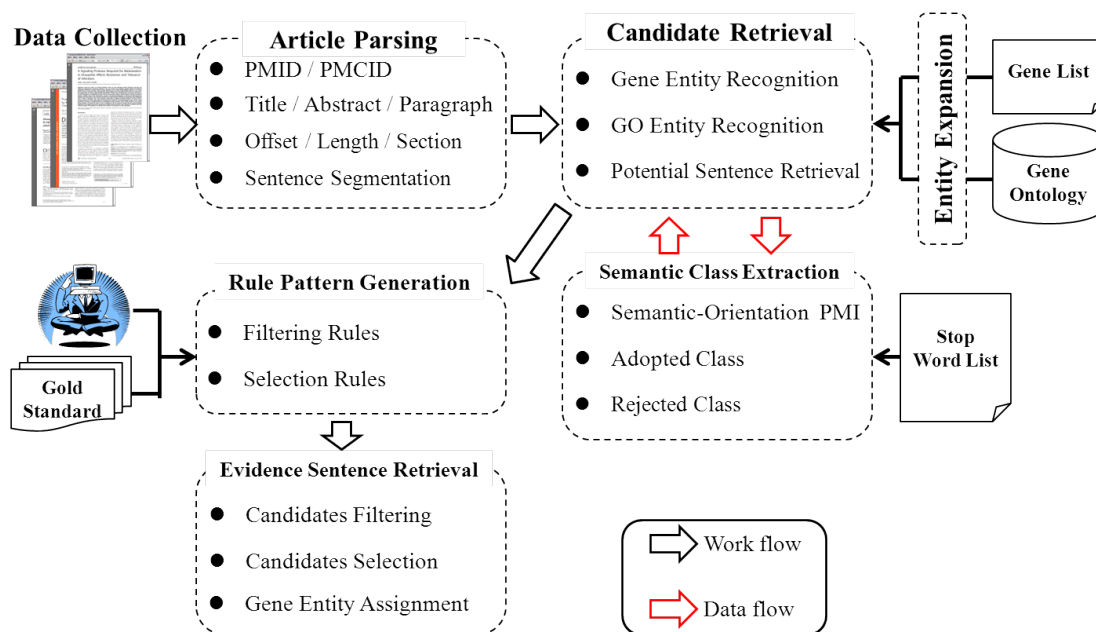 Data Collection
Article Parsing
PMID / PMCID
Title / Abstract / Paragraph
Offset / Length / Section
Sentence Segmentation
Candidate Retrieval
Gene Entity Recognition
GO Entity Recognition
Potential Sentence Retrieval
Entity Expansion
Gene List
Gene
Ontology
Rule Pattern Generation
Filtering Rules
Selection Rules
Gold
Standard
Semantic Class Extraction
Semantic-Orientation PMI
Adopted Class
Rejected Class
Stop
Word List
Evidence Sentence Retrieval
Candidates Filtering
Candidates Selection
Gene Entity Assignment
Work flow
Data flow